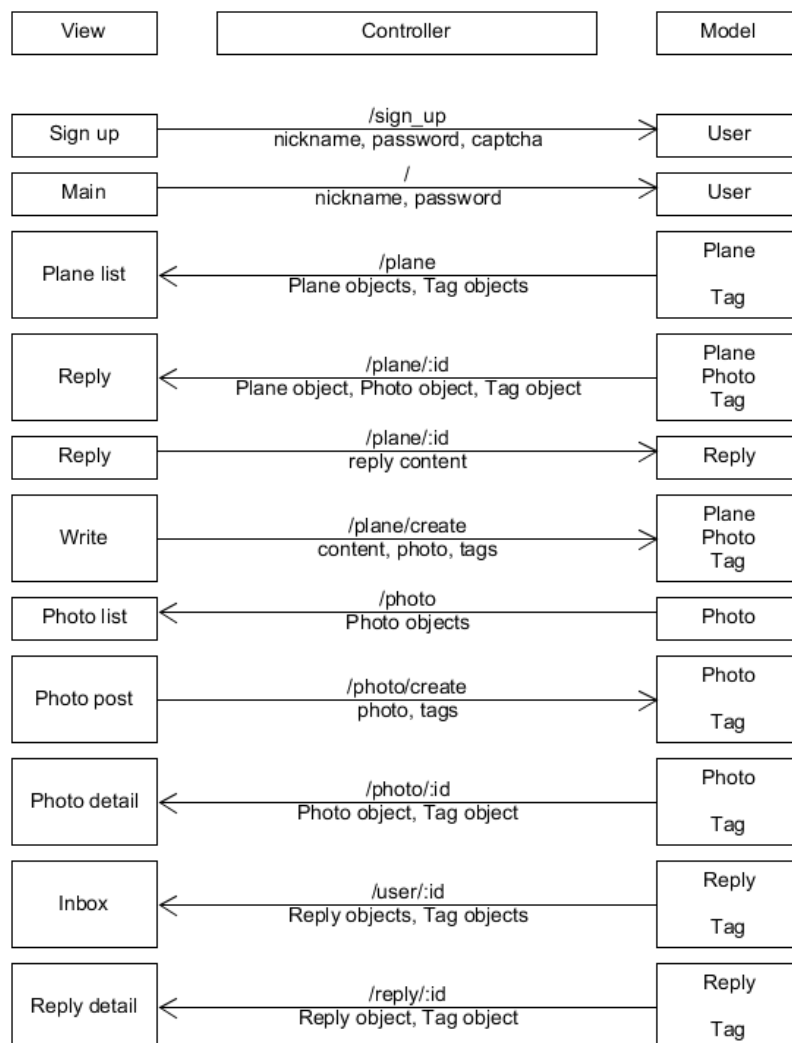 View
Controller
Model
/sign_up
Sign up
nickname, password, captcha
User
/
Main
nickname, password
User
Plane list
/plane
Plane objects, Tag objects
Plane
Tag
Reply
/plane/:id
Plane object, Photo object, Tag object
Plane
Photo
Tag
Reply
/plane/:id
reply content
Reply
Write
/plane/create
content, photo, tags
Plane
Photo
Tag
Photo list
/photo
Photo objects
Photo
Photo post
/photo/create
photo, tags
Photo
Tag
Photo detail
/photo/:id
Photo object, Tag object
Photo
Tag
Inbox
/user/:id
Reply objects, Tag objects
Reply
Tag
Reply detail
/reply/:id
Reply object, Tag object
Reply
Tag